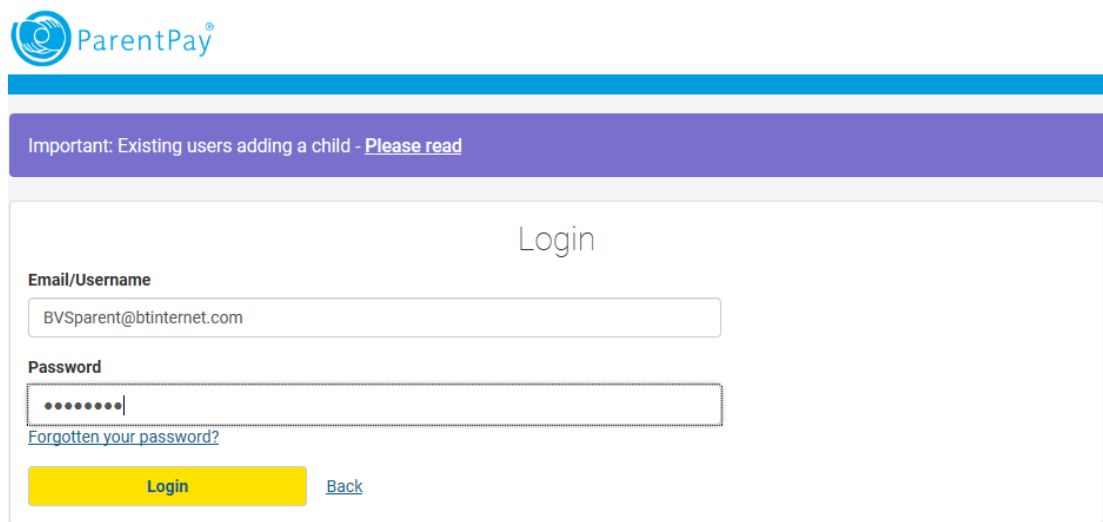 ParentPay®
Important: Existing users adding a child - Please read
Login
Email/Username
BVSparent@btinternet.com
Password
••••••••
Forgotten your password?
Login Back